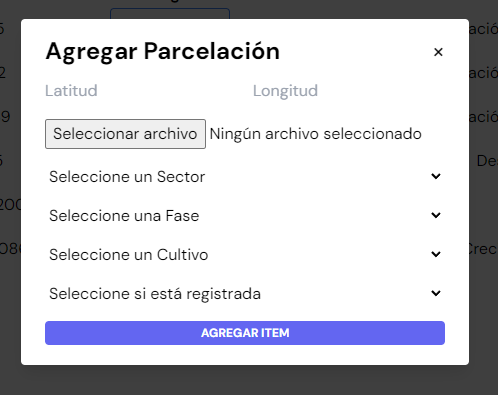 Agregar Parcelación ×
Latitud Longitud
Seleccionar archivo Ningún archivo seleccionado
Seleccione un Sector
Seleccione una Fase
Seleccione un Cultivo
Seleccione si está registrada
AGREGAR ITEM